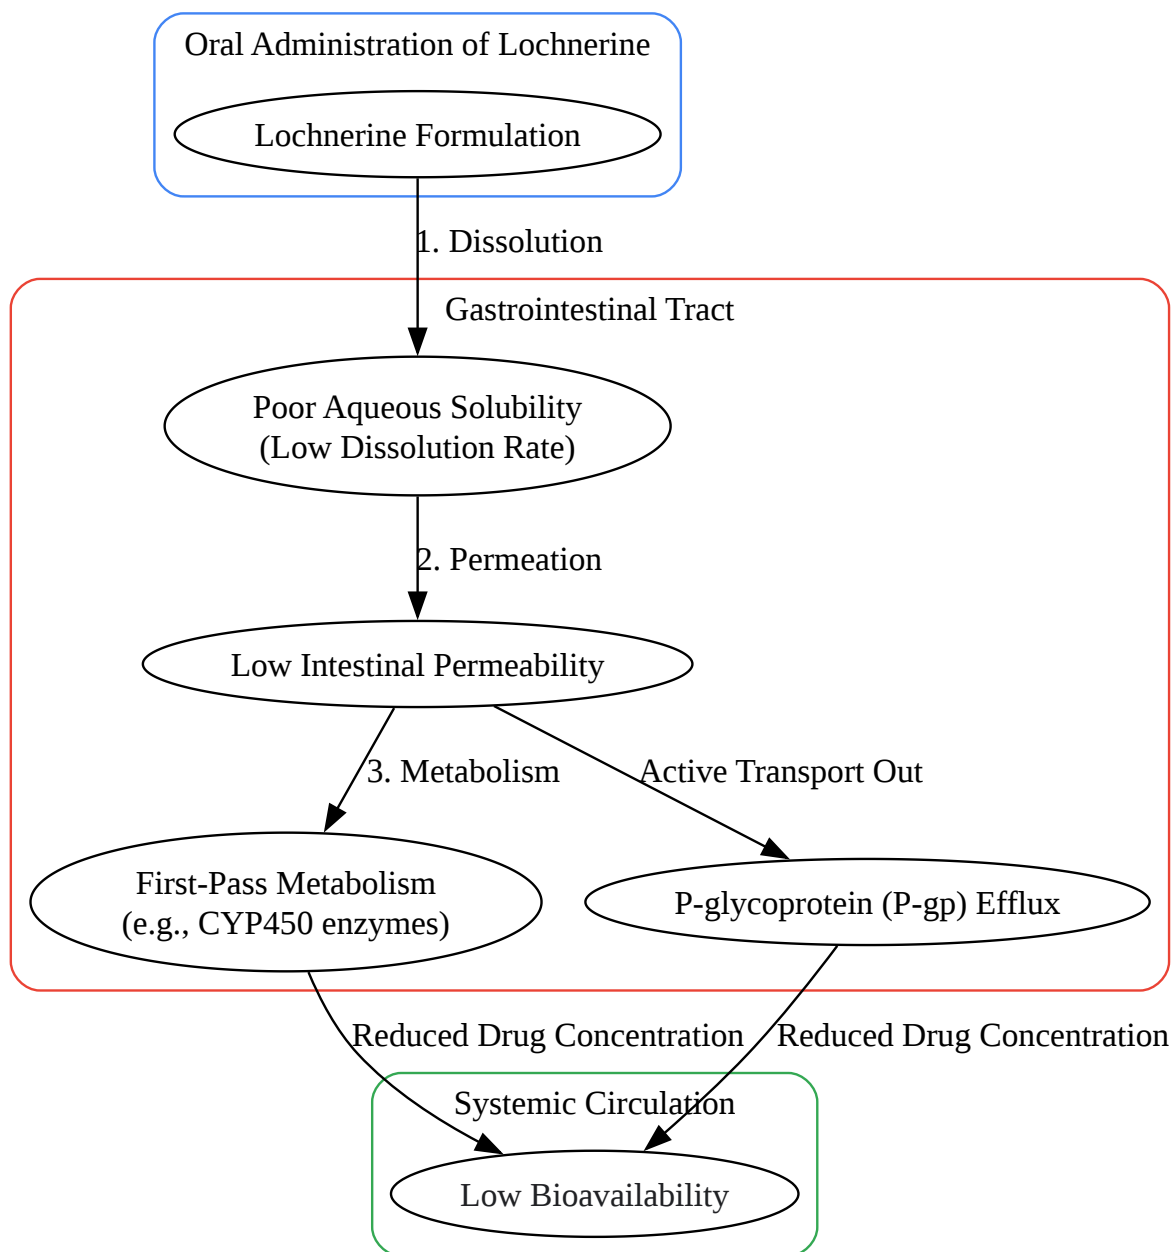 Oral Administration of Lochnerine
Lochnerine Formulation
1. Dissolution
Gastrointestinal Tract
Poor Aqueous Solubility
(Low Dissolution Rate)
2. Permeation
Low Intestinal Permeability
3. Metabolism
Active Transport Out
First-Pass Metabolism
(e.g., CYP450 enzymes)
P-glycoprotein (P-gp) Efflux
Reduced Drug Concentration
Reduced Drug Concentration
Systemic Circulation
Low Bioavailability